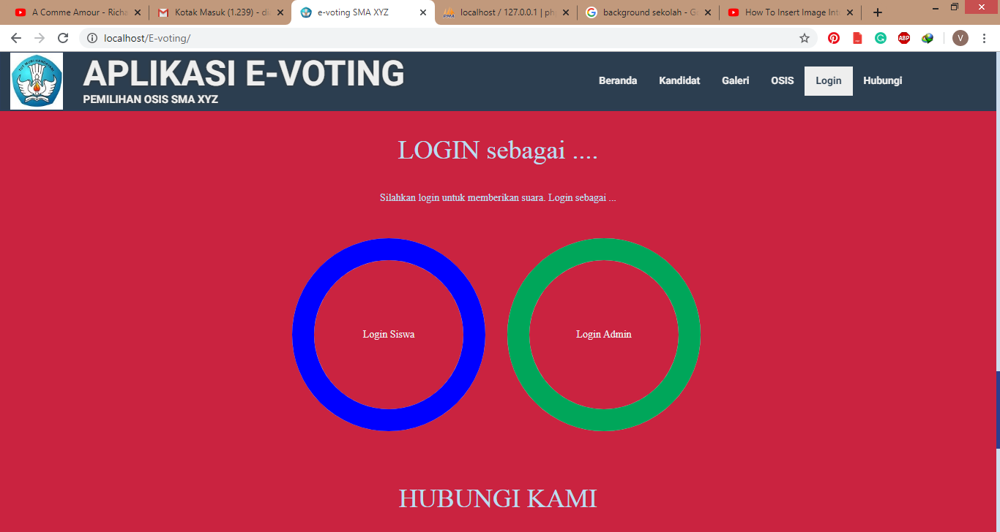 A Comme Amour - Richa
Kotak Masuk (1.239) - di
e-voting SMA XYZ
localhost / 127.0.0.1 | ph
background sekolah - Go
How To Insert Image Int
localhost/E-voting/
ABP
V
APLIKASI E-VOTING
PEMILIHAN OSIS SMA XYZ
Beranda
Kandidat
Galeri
OSIS
Login
Hubungi
LOGIN sebagai ....
Silahkan login untuk memberikan suara. Login sebagai ...
Login Siswa
Login Admin
HUBUNGI KAMI